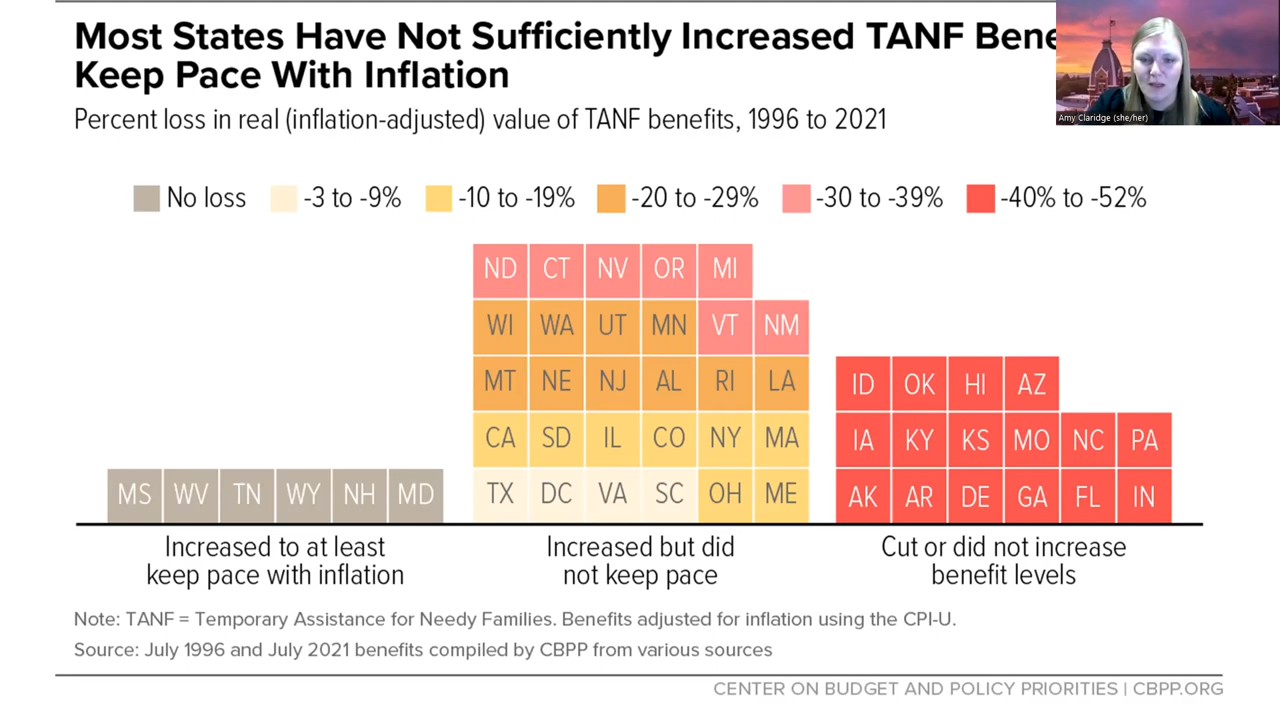 Most States Have Not Sufficiently Increased TANF
Keep Pace With Inflation
Percent loss in real (inflation-adjusted) value of TANF benefits, 1996 to 2021
Amy Claridge (she/her)
No loss -3 to -9% -10 to -19% -20 to -29% -30 to -39% -40% to -52%
ND CT NV OR MI
WI WA UT MN VT NM
MT NE NJ AL RI LA ID OK HI AZ
CA SD IL CO NY MA IA KY KS MO NC PA
MS WV TN WY NH MD TX DC VA SC OH ME AK AR DE GA FL IN
Increased to at least Increased but did Cut or did not increase
keep pace with inflation not keep pace benefit levels
Note: TANF = Temporary Assistance for Needy Families. Benefits adjusted for inflation using the CPI-U.
Source: July 1996 and July 2021 benefits compiled by CBPP from various sources
CENTER ON BUDGET AND POLICY PRIORITIES | CBPP.ORG